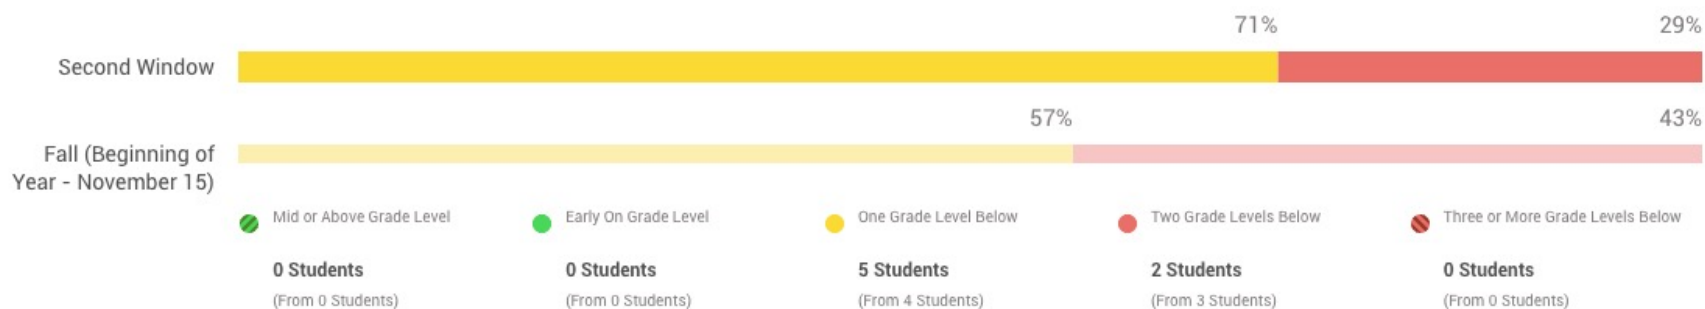 71% 29%
Second Window
57% 43%
Fall (Beginning of
Year - November 15)
Mid or Above Grade Level Early On Grade Level One Grade Level Below Two Grade Levels Below Three or More Grade Levels Below
0 Students 0 Students 5 Students 2 Students 0 Students
(From 0 Students) (From 0 Students) (From 4 Students) (From 3 Students) (From 0 Students)